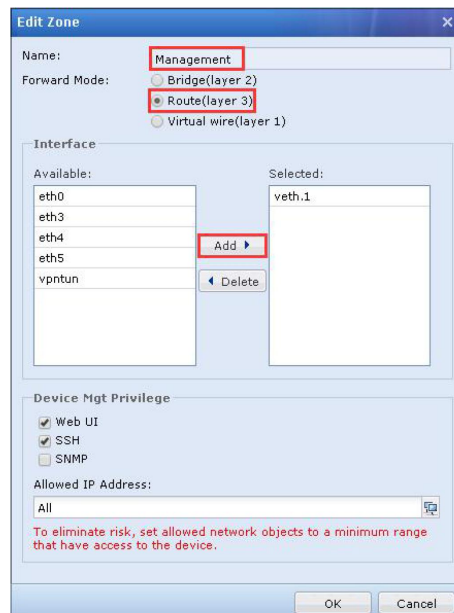 Edit Zone
Name:
Management
Forward Mode:
Bridge(layer 2)
Route(layer 3)
Virtual wire(layer 1)
Interface
Available:
Selected:
eth0
eth3
eth4
eth5
vpntun
Add
Delete
veth.1
Device Mgt Privilege
Web UI
SSH
SNMP
Allowed IP Address:
All
To eliminate risk, set allowed network objects to a minimum range
that have access to the device.
OK
Cancel